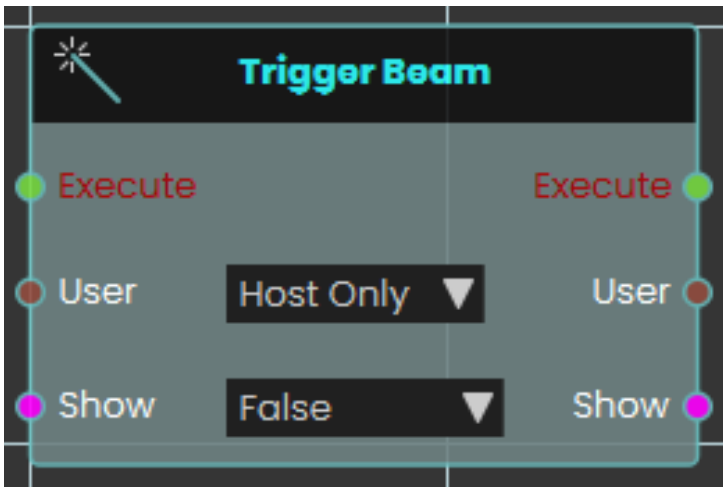 Trigger Beam
Execute Execute
User Host Only User
Show False Show